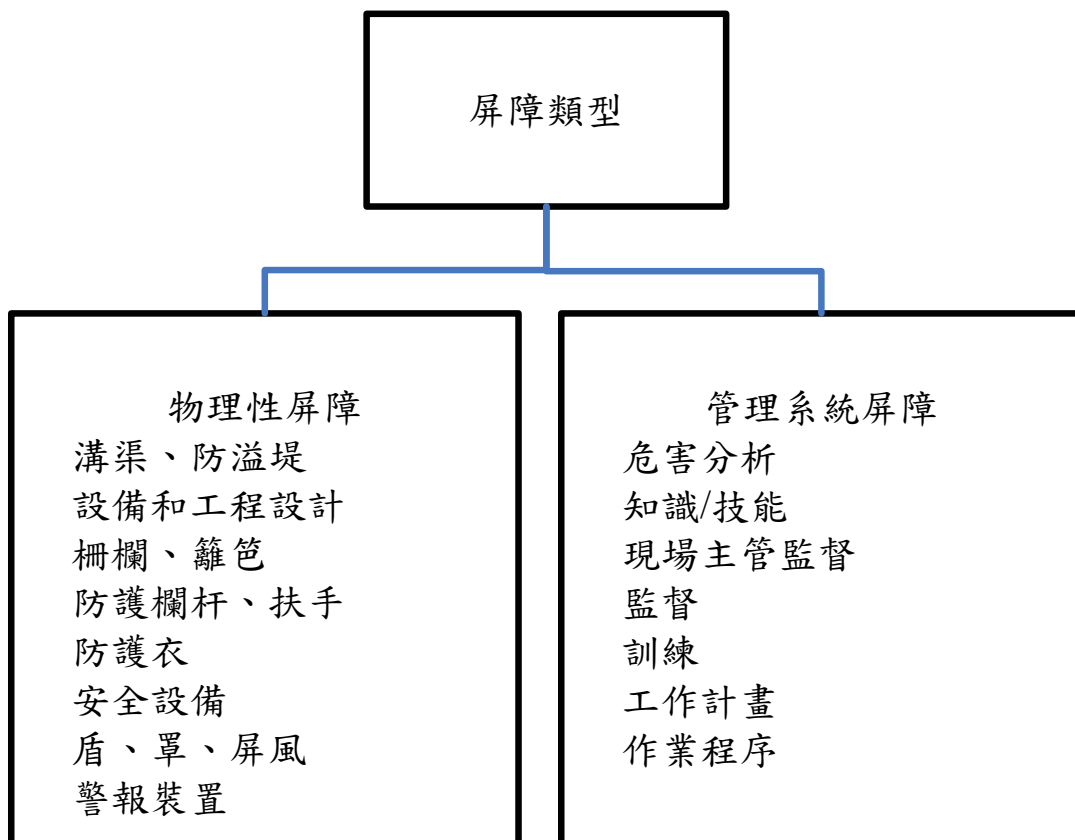 屏障類型
物理性屏障
溝渠、防溢堤
設備和工程設計
柵欄、籬笆
防護欄杆、扶手
防護衣
安全設備
盾、罩、屏風
警報裝置
管理系統屏障
危害分析
知識/技能
現場主管監督
監督
訓練
工作計畫
作業程序